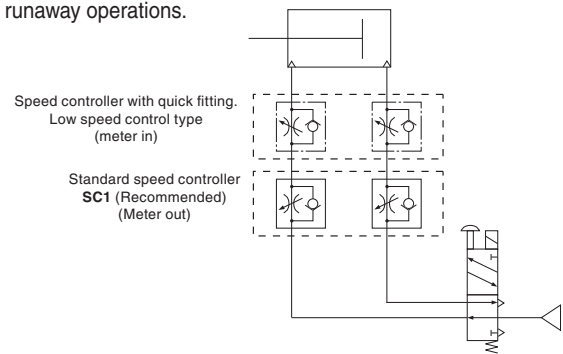 runaway operations.
Speed controller with quick fitting.
Low speed control type
(meter in)
Standard speed controller
SC1 (Recommended)
(Meter out)